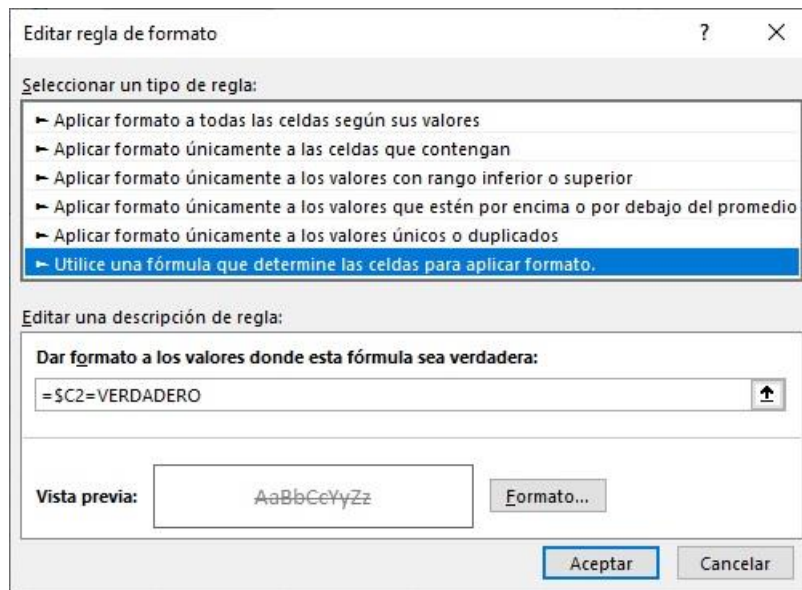 Editar regla de formato ?
Seleccionar un tipo de regla:
► Aplicar formato a todas las celdas según sus valores
► Aplicar formato únicamente a las celdas que contengan
► Aplicar formato únicamente a los valores con rango inferior o superior
► Aplicar formato únicamente a los valores que estén por encima o por debajo del promedio
► Aplicar formato únicamente a los valores únicos o duplicados
► Utilice una fórmula que determine las celdas para aplicar formato.
Editar una descripción de regla:
Dar formato a los valores donde esta fórmula sea verdadera:
=$C2=VERDADERO
Vista previa: AaBbCcYyZz Formato...
Aceptar Cancelar